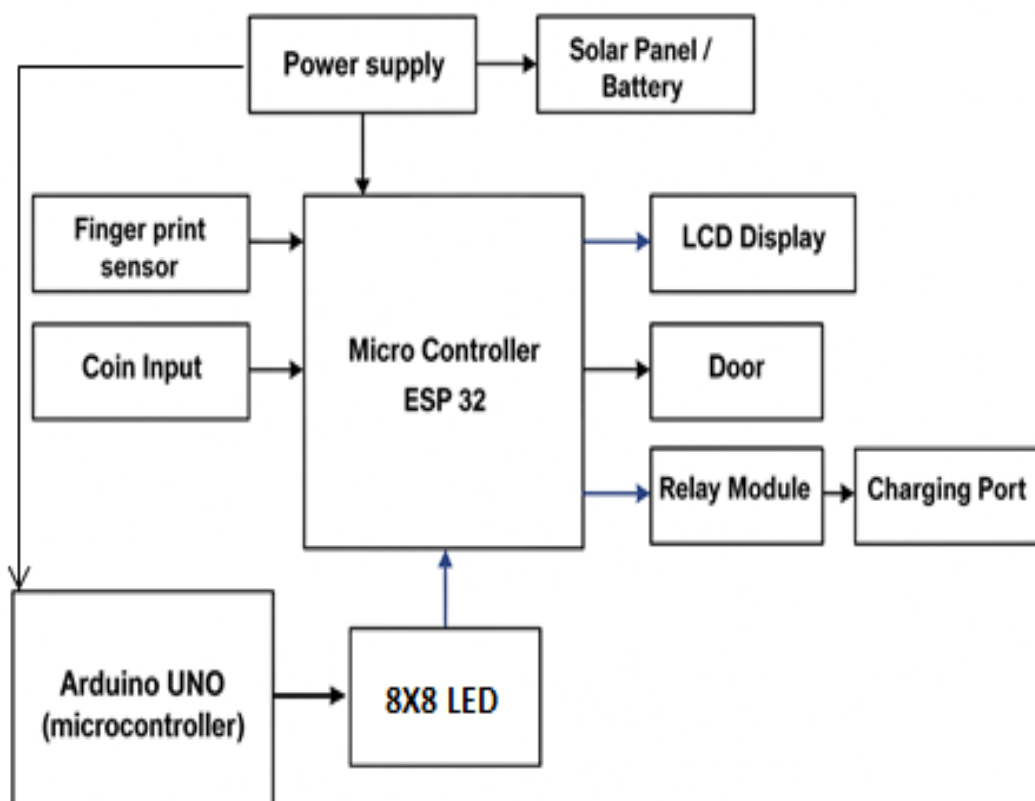 Power supply
Solar Panel /
Battery
Finger print
sensor
LCD Display
Coin Input
Micro Controller
ESP 32
Door
Relay Module
Charging Port
Arduino UNO
(microcontroller)
8X8 LED